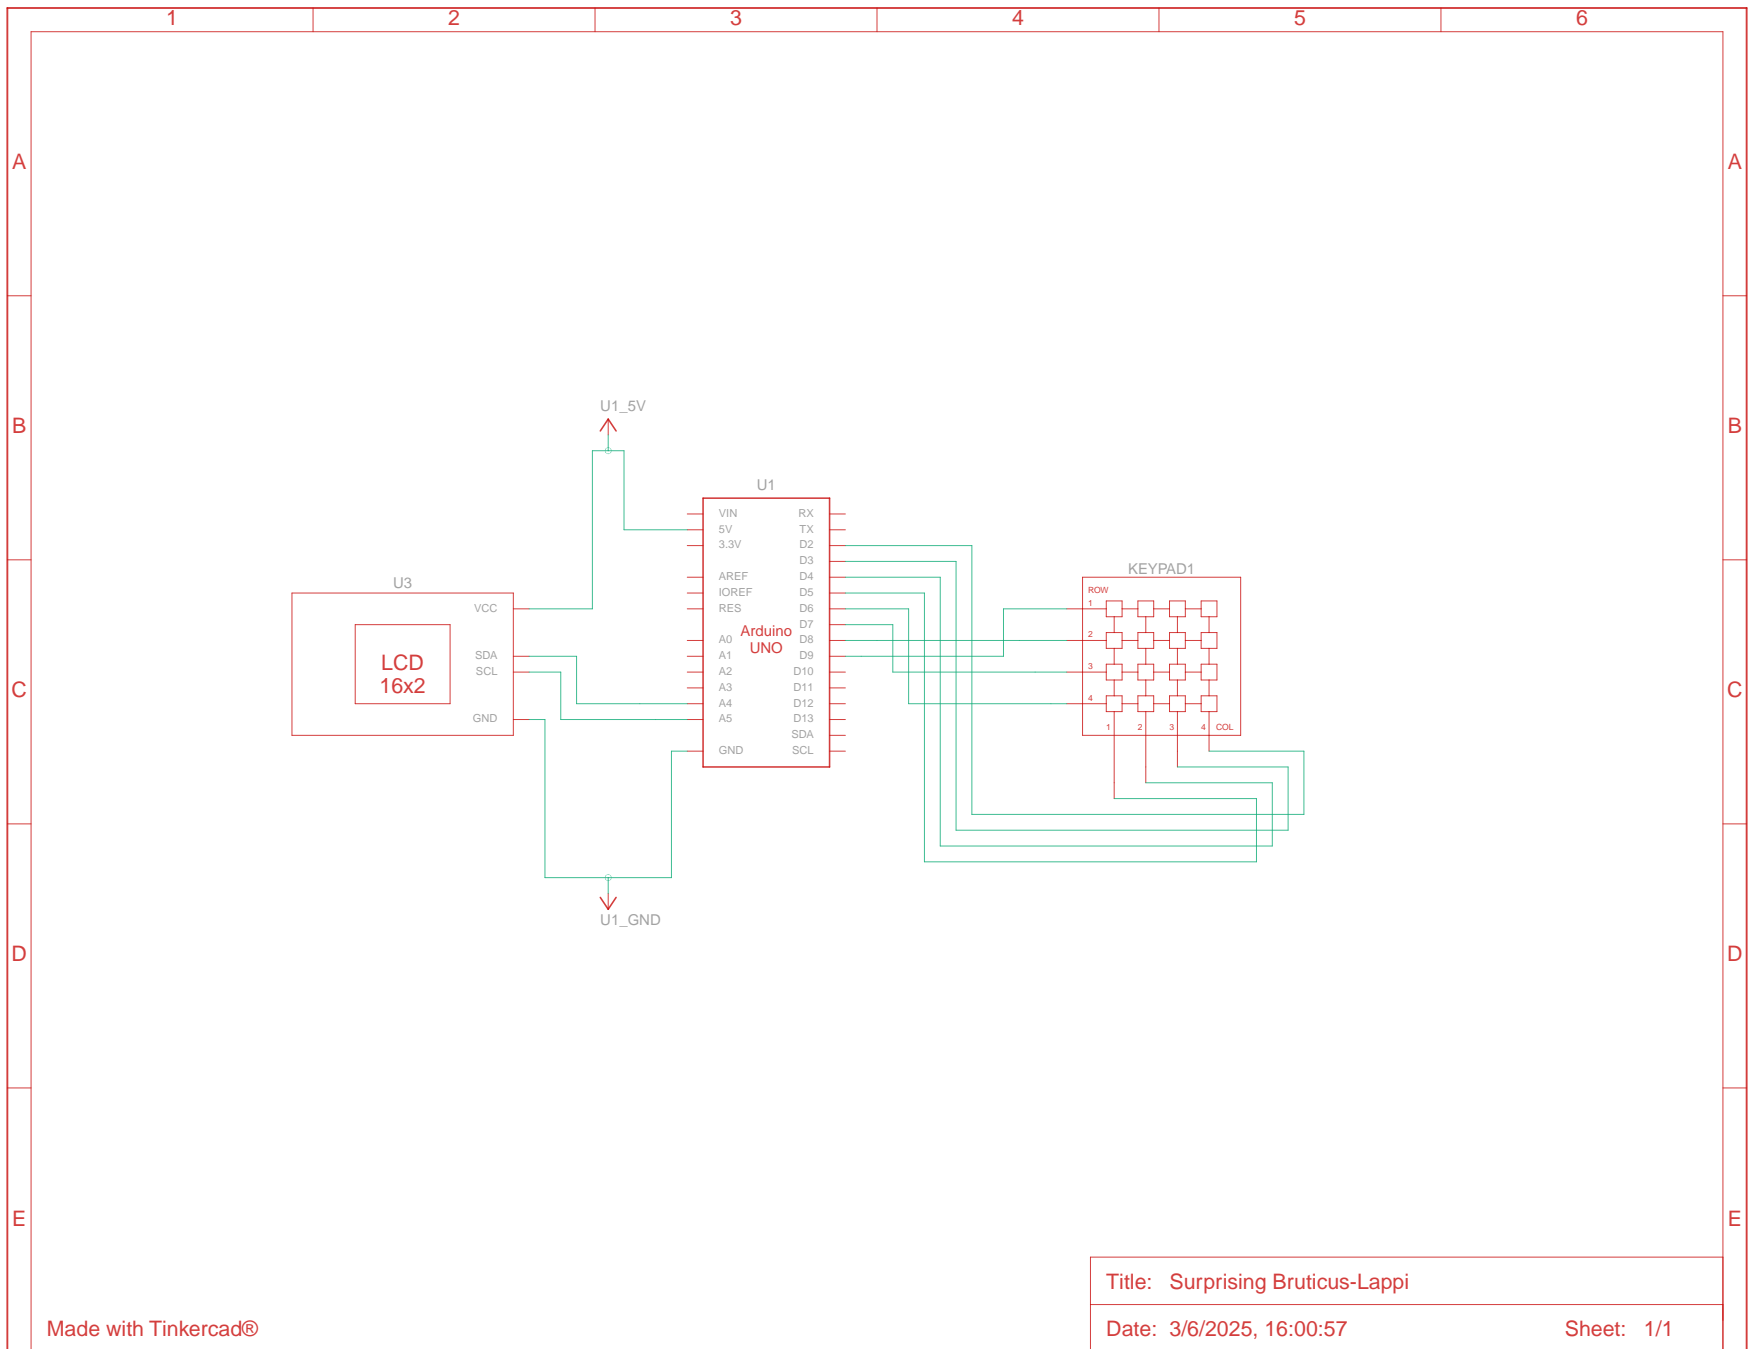 1 2 3 4 5 6
A A
B B
C C
D D
E E
U1_5V
U1
VIN RX
5V TX
3.3V D2
D3
AREF D4
IOREF D5
RES D6
D7
A0 D8
A1 D9
A2 D10
A3 D11
A4 D12
A5 D13
SDA
GND SCL
Arduino
UNO
U3
VCC
SDA
SCL
GND
LCD
16x2
KEYPAD1
ROW
1
2
3
4
1 2 3 4 COL
U1_GND
Title: Surprising Bruticus-Lappi
Made with Tinkercad®
Date: 3/6/2025, 16:00:57 Sheet: 1/1